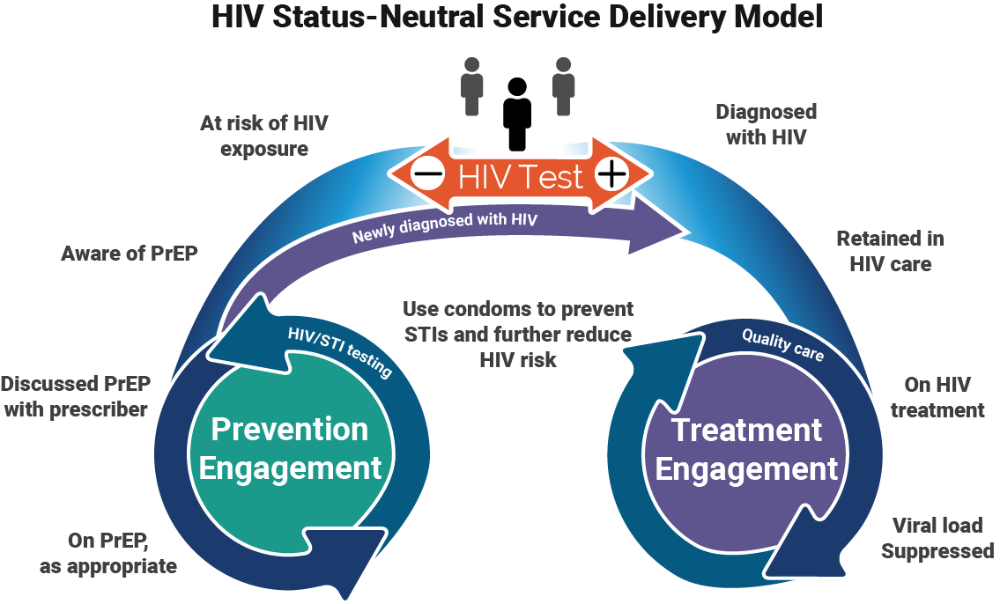 HIV Status-Neutral Service Delivery Model
At risk of HIV
exposure
Diagnosed
with HIV
HIV Test
Newly diagnosed with HIV
Aware of PrEP
Retained in
HIV care
Use condoms to prevent
STIs and further reduce
HIV risk
HIV/STI testing
Quality care
Discussed PrEP
with prescriber
On HIV
treatment
Prevention
Engagement
Treatment
Engagement
On PrEP,
as appropriate
Viral load
Suppressed